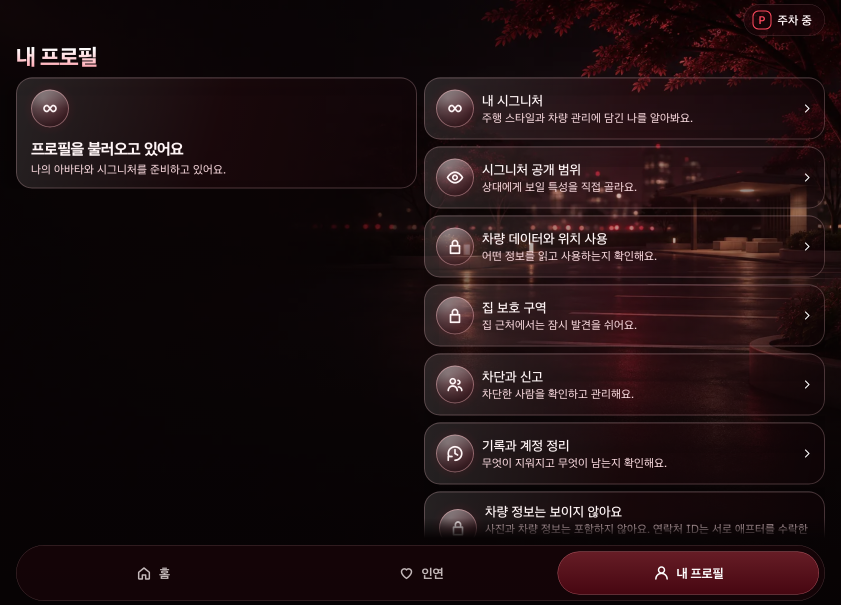 P 주차 중
내 프로필
프로필을 불러오고 있어요
나의 아바타와 시그니처를 준비하고 있어요.
내 시그니처
주행 스타일과 차량 관리에 담긴 나를 알아봐요.
시그니처 공개 범위
상대에게 보일 특성을 직접 골라요.
차량 데이터와 위치 사용
어떤 정보를 읽고 사용하는지 확인해요.
집 보호 구역
집 근처에서는 잠시 발견을 쉬어요.
차단과 신고
차단한 사람을 확인하고 관리해요.
기록과 계정 정리
무엇이 지워지고 무엇이 남는지 확인해요.
차량 정보는 보이지 않아요
사진과 차량 정보는 포함하지 않아요. 연락처 ID는 서로 애프터를 수락한
홈
인연
내 프로필